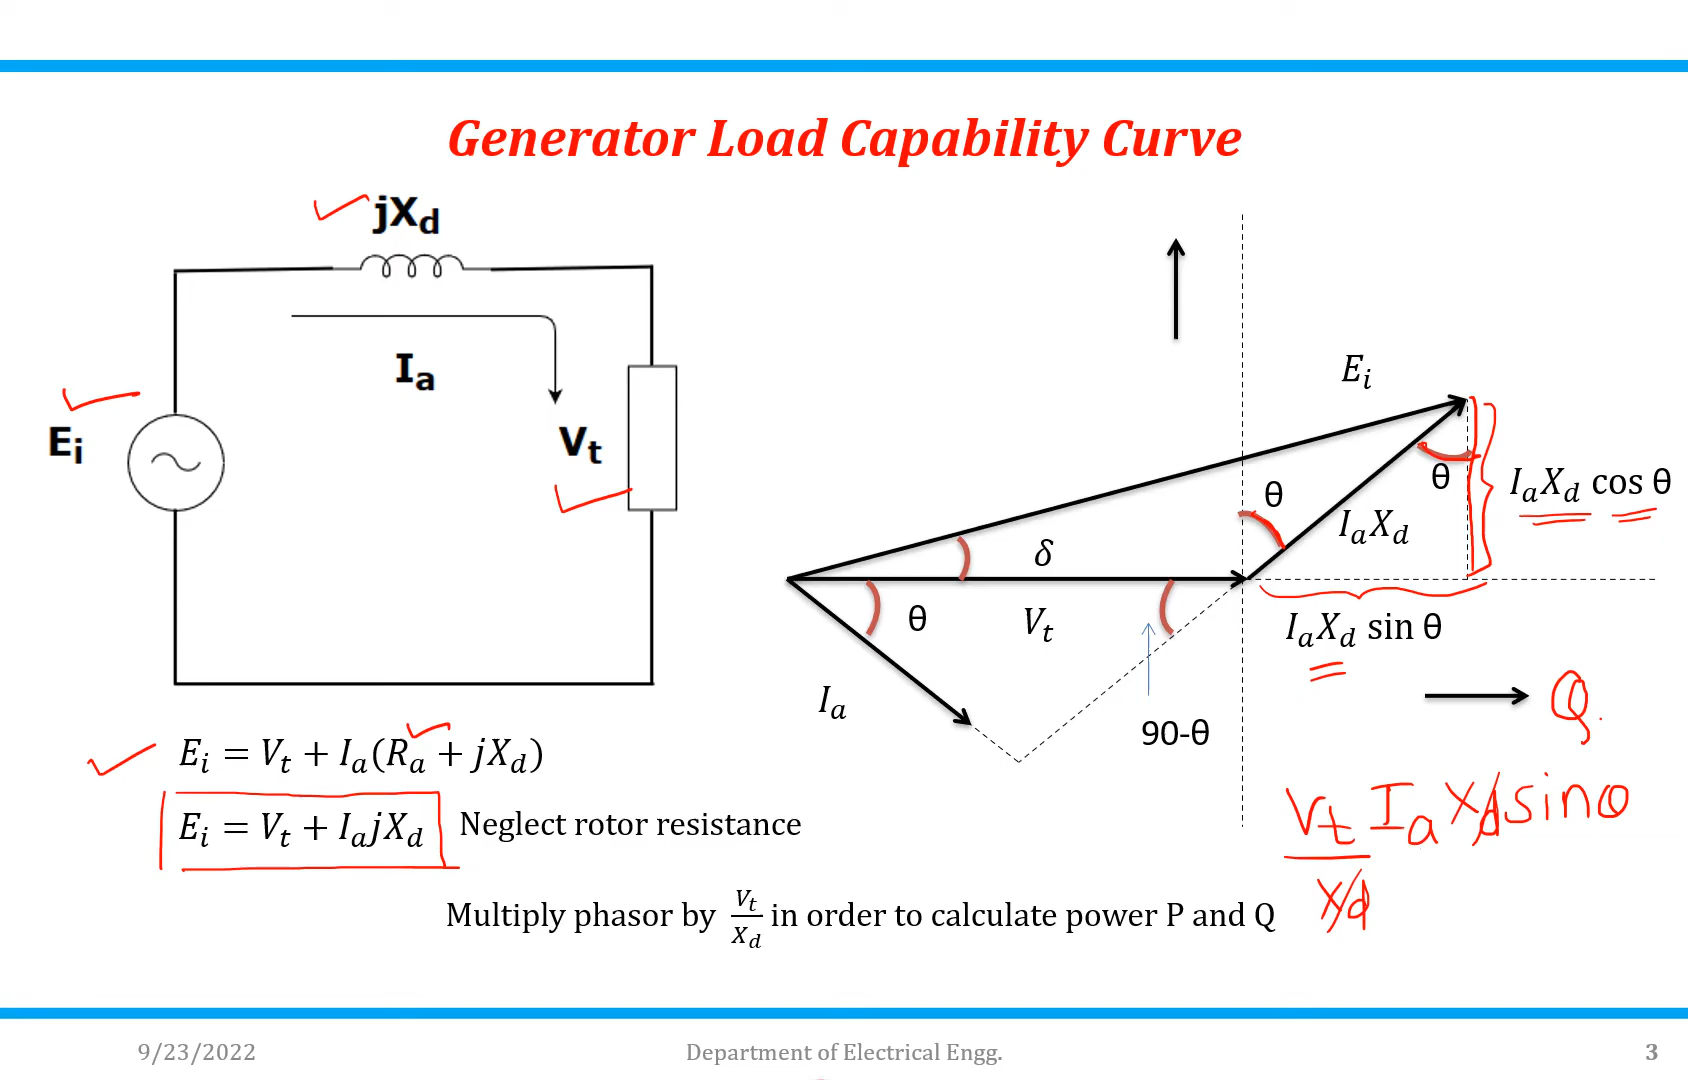 Generator Load Capability Curve
jXd
Ia
Ei
Vt
Ei
θ
θ
IaXd cos θ
IaXd
δ
θ
Vt
IaXd sin θ
Ia
90-θ
Q
Ei = Vt + Ia(Ra + jXd)
Ei = Vt + IajXd
Neglect rotor resistance
Vt Ia Xd sinθ
Xd
Multiply phasor by Vt/Xd in order to calculate power P and Q
9/23/2022
Department of Electrical Engg.
3